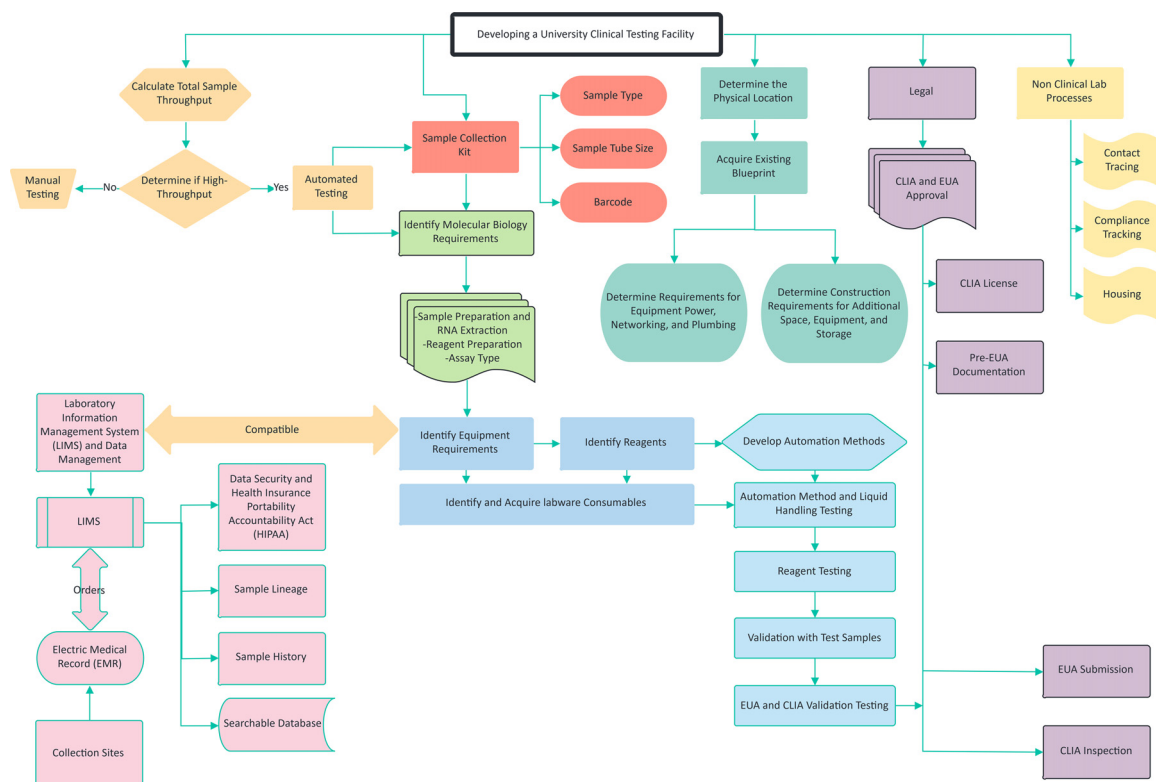 Developing a University Clinical Testing Facility
Calculate Total Sample
Throughput
Determine if High-
Throughput
No
Manual
Testing
Yes
Automated
Testing
Sample Collection
Kit
Sample Type
Sample Tube Size
Barcode
Identify Molecular Biology
Requirements
-Sample Preparation and
RNA Extraction
-Reagent Preparation
-Assay Type
Determine the
Physical Location
Acquire Existing
Blueprint
Determine Requirements for
Equipment Power,
Networking, and Plumbing
Determine Construction
Requirements for Additional
Space, Equipment, and
Storage
Legal
CLIA and EUA
Approval
CLIA License
Pre-EUA
Documentation
Non Clinical Lab
Processes
Contact
Tracing
Compliance
Tracking
Housing
Laboratory
Information
Management System
(LIMS) and Data
Management
Compatible
Identify Equipment
Requirements
Identify Reagents
Develop Automation Methods
Identify and Acquire labware Consumables
Automation Method and Liquid
Handling Testing
Reagent Testing
Validation with Test Samples
EUA and CLIA Validation Testing
EUA Submission
CLIA Inspection
LIMS
Data Security and
Health Insurance
Portability
Accountability Act
(HIPAA)
Sample Lineage
Sample History
Searchable Database
Orders
Electric Medical
Record (EMR)
Collection Sites